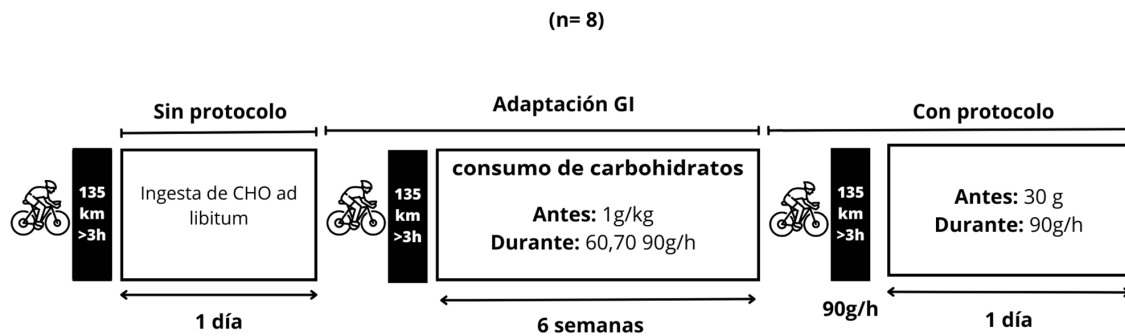 (n= 8)
Sin protocolo
Adaptación GI
Con protocolo
135
km
>3h
Ingesta de CHO ad
libitum
135
km
>3h
consumo de carbohidratos
Antes: 1g/kg
Durante: 60,70 90g/h
135
km
>3h
Antes: 30 g
Durante: 90g/h
1 día
6 semanas
90g/h
1 día